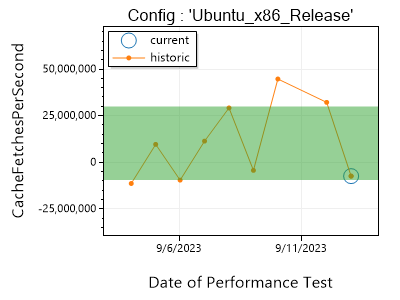 Config : 'Ubuntu_x86_Release'
current
historic
CacheFetchesPerSecond
50,000,000
25,000,000
0
-25,000,000
9/6/2023
9/11/2023
Date of Performance Test